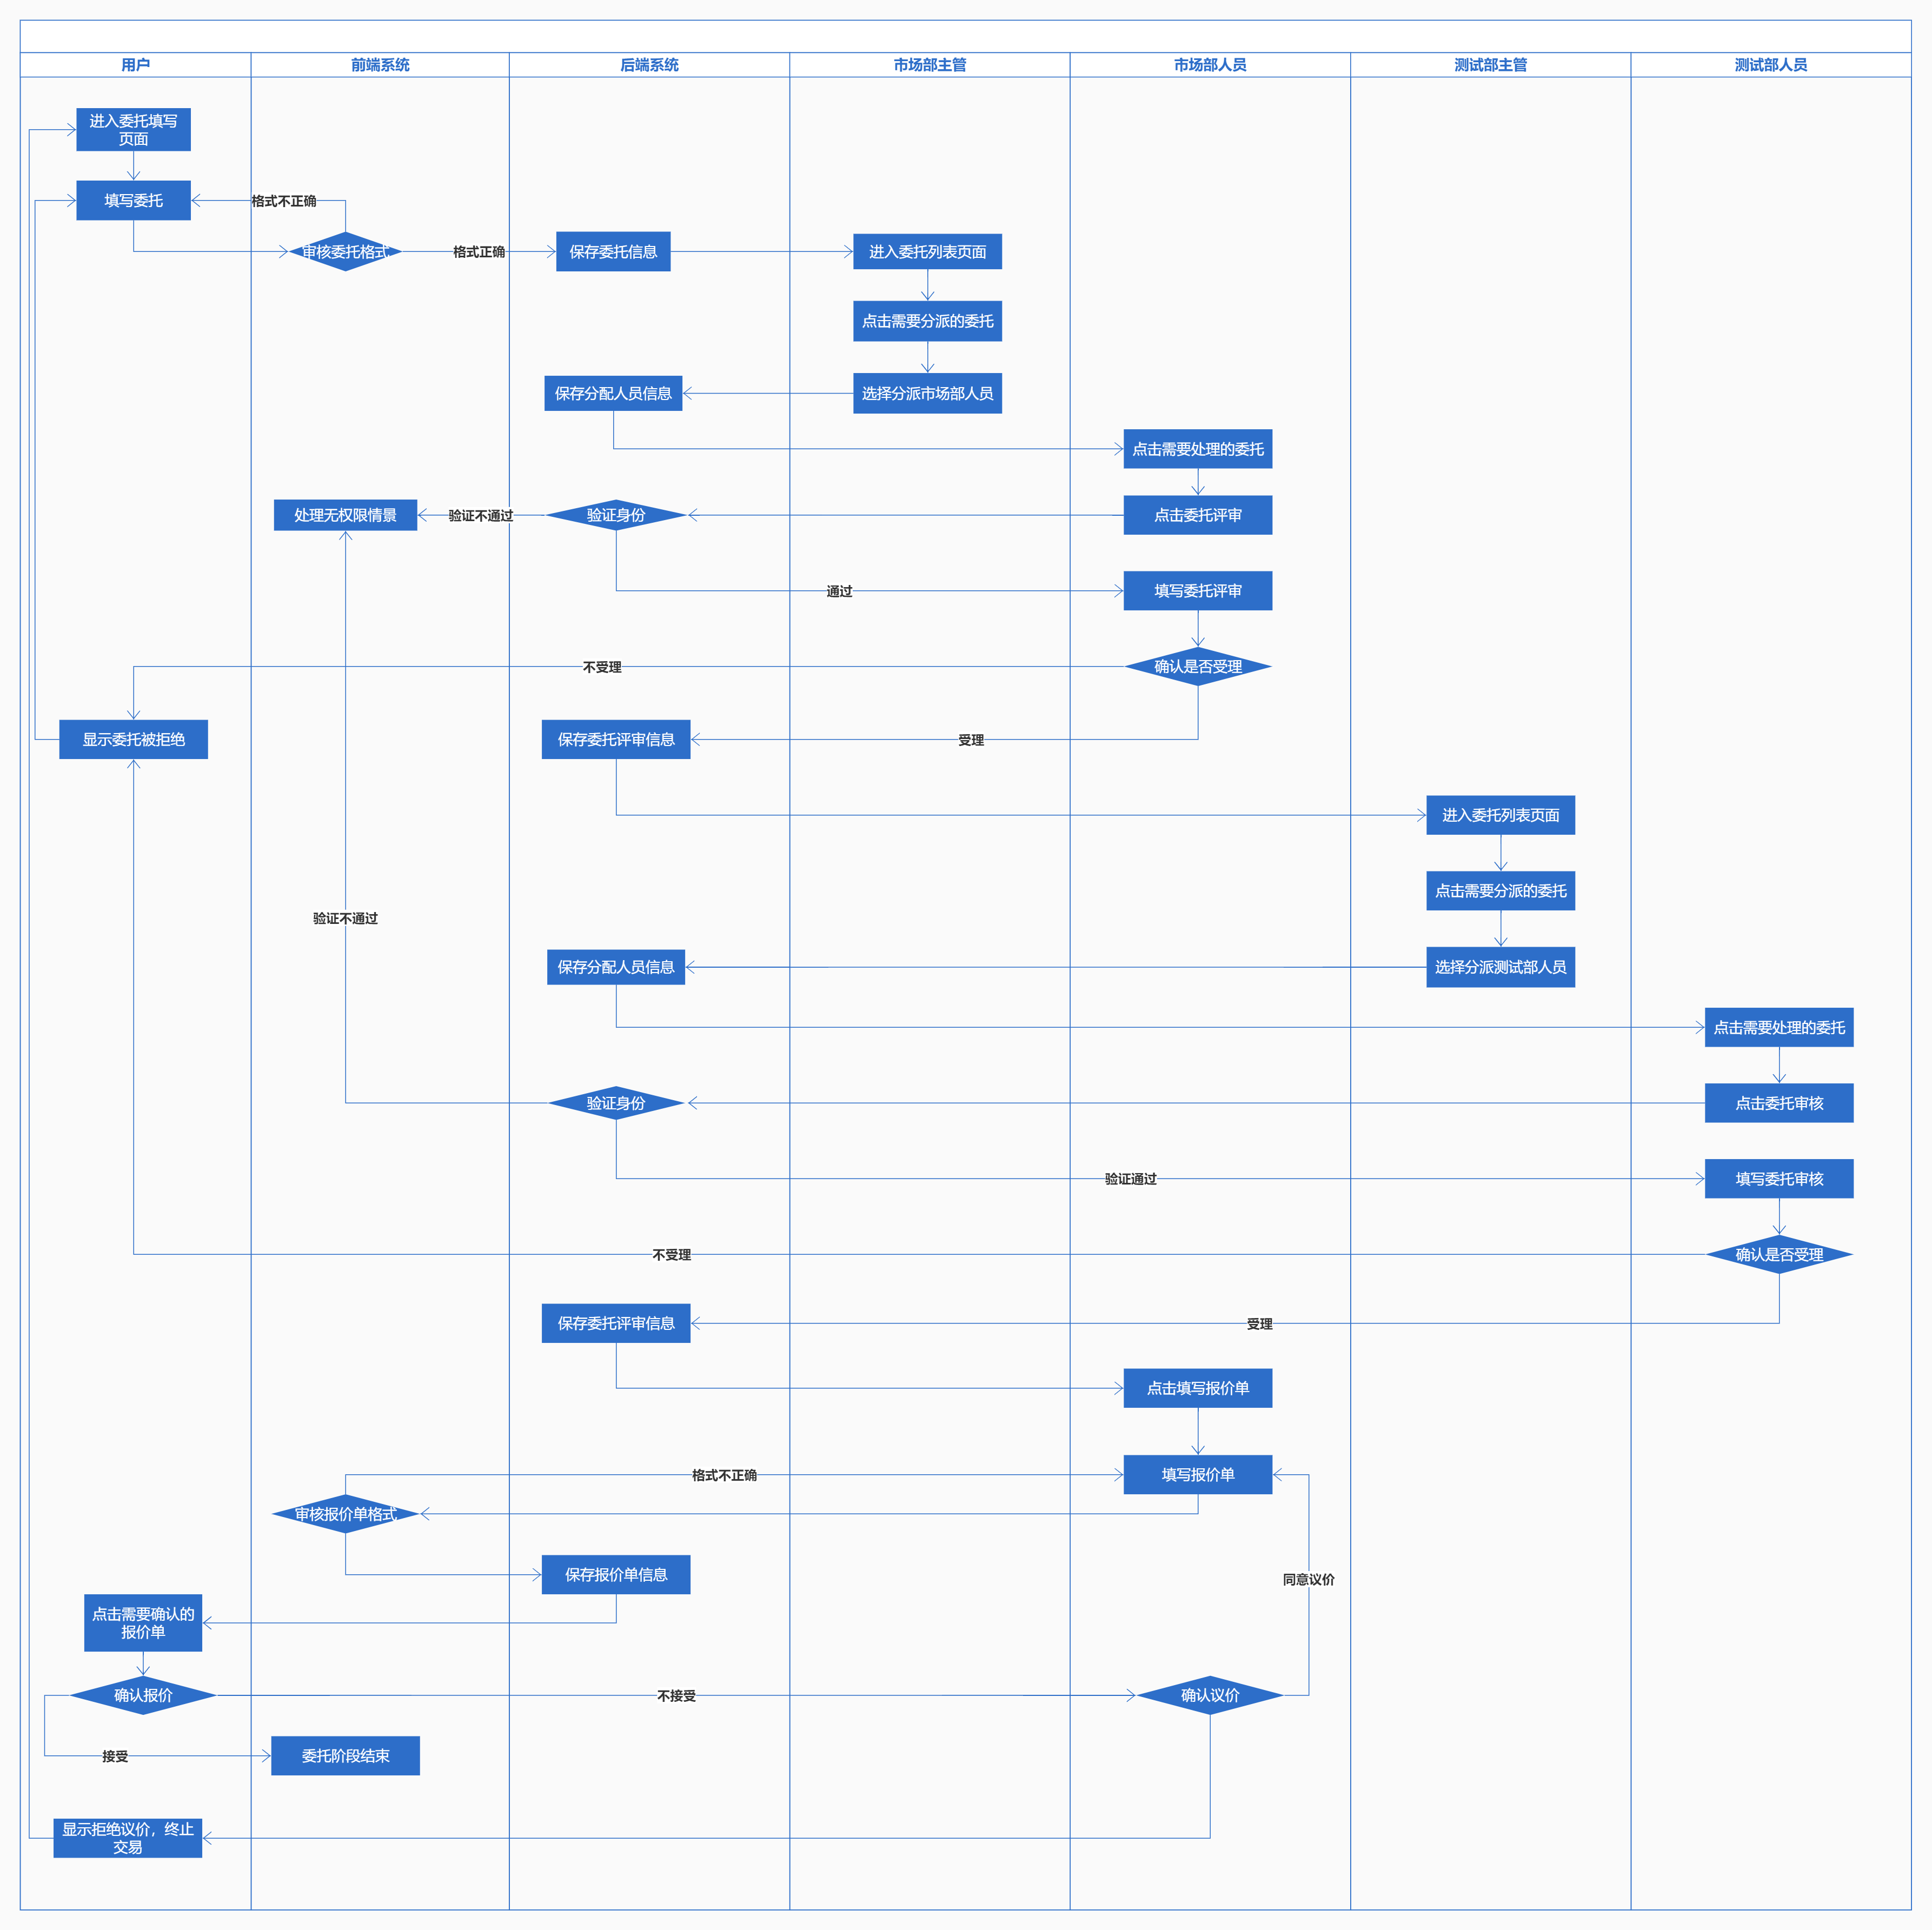 用户
前端系统
后端系统
市场部主管
市场部人员
测试部主管
测试部人员
进入委托填写
页面
填写委托
格式不正确
审核委托格式
格式正确
保存委托信息
进入委托列表页面
点击需要分派的委托
保存分配人员信息
选择分派市场部人员
点击需要处理的委托
处理无权限情景
验证不通过
验证身份
点击委托评审
通过
填写委托评审
不受理
确认是否受理
显示委托被拒绝
保存委托评审信息
受理
进入委托列表页面
点击需要分派的委托
验证不通过
保存分配人员信息
选择分派测试部人员
点击需要处理的委托
验证身份
点击委托审核
验证通过
填写委托审核
不受理
确认是否受理
保存委托评审信息
受理
点击填写报价单
格式不正确
填写报价单
审核报价单格式
保存报价单信息
同意议价
点击需要确认的
报价单
确认报价
不接受
确认议价
接受
委托阶段结束
显示拒绝议价，终止
交易